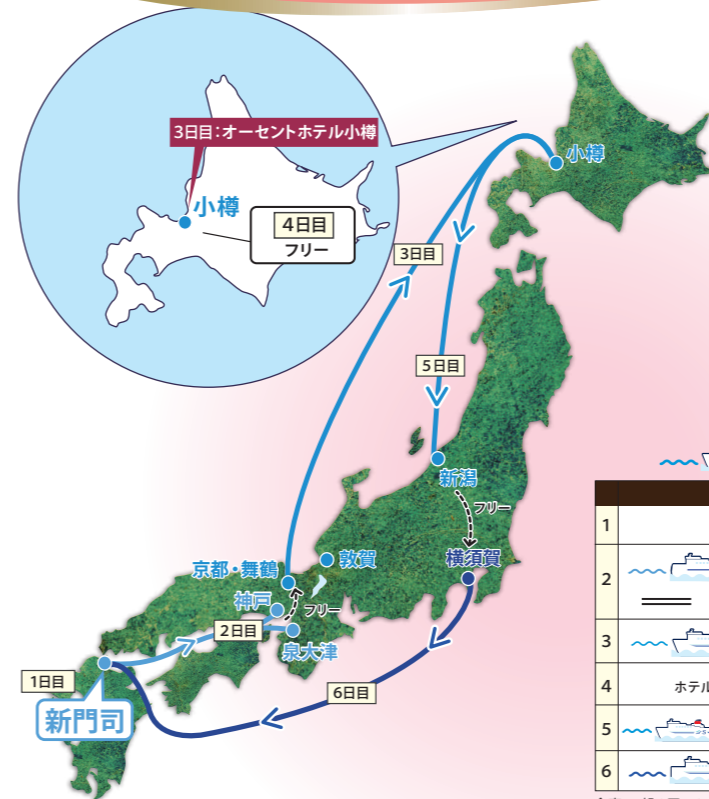 3日目:オーセントホテル小樽
小樽
4日目
フリー
小樽
3日目
5日目
新潟
フリー
敦賀
横須賀
京都・舞鶴
神戸
フリー
2日目
泉大津
1日目
新門司
6日目
1
2
3
4
ホテル
5
6